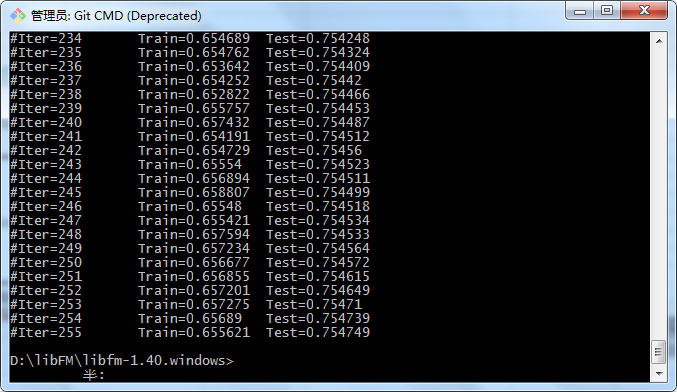 管理员: Git CMD (Deprecated)
#Iter=234 Train=0.654689 Test=0.754248
#Iter=235 Train=0.654762 Test=0.754324
#Iter=236 Train=0.653642 Test=0.754409
#Iter=237 Train=0.654252 Test=0.75442
#Iter=238 Train=0.652822 Test=0.754466
#Iter=239 Train=0.655757 Test=0.754453
#Iter=240 Train=0.657432 Test=0.754487
#Iter=241 Train=0.654191 Test=0.754512
#Iter=242 Train=0.654729 Test=0.75456
#Iter=243 Train=0.65554 Test=0.754523
#Iter=244 Train=0.656894 Test=0.754511
#Iter=245 Train=0.658807 Test=0.754499
#Iter=246 Train=0.65548 Test=0.754518
#Iter=247 Train=0.655421 Test=0.754534
#Iter=248 Train=0.657594 Test=0.754533
#Iter=249 Train=0.657234 Test=0.754564
#Iter=250 Train=0.656677 Test=0.754572
#Iter=251 Train=0.656855 Test=0.754615
#Iter=252 Train=0.657201 Test=0.754649
#Iter=253 Train=0.657275 Test=0.75471
#Iter=254 Train=0.65689 Test=0.754739
#Iter=255 Train=0.655621 Test=0.754749
D:\libFM\libfm-1.40.windows>
半: